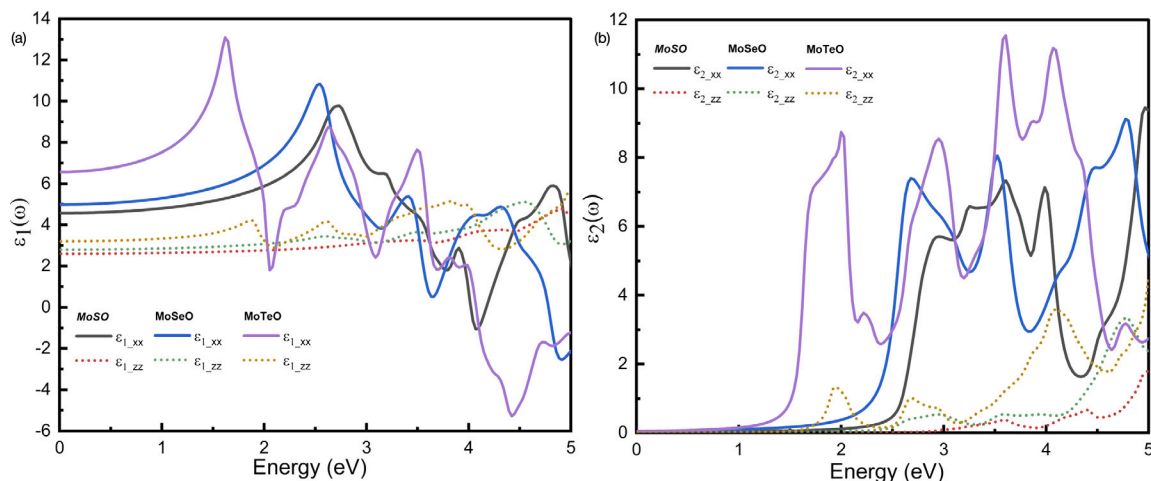 (a)
ε1(ω)
13
12
10
8
6
4
2
0
-2
-4
-6
MoSO MoSeO MoTeO
ε1_xx ε1_xx ε1_xx
ε1_zz ε1_zz ε1_zz
0 1 2 3 4 5
Energy (eV)
(b)
ε2(ω)
12
10
8
6
4
2
0
MoSO MoSeO MoTeO
ε2_xx ε2_xx ε2_xx
ε2_zz ε2_zz ε2_zz
0 1 2 3 4 5
Energy (eV)